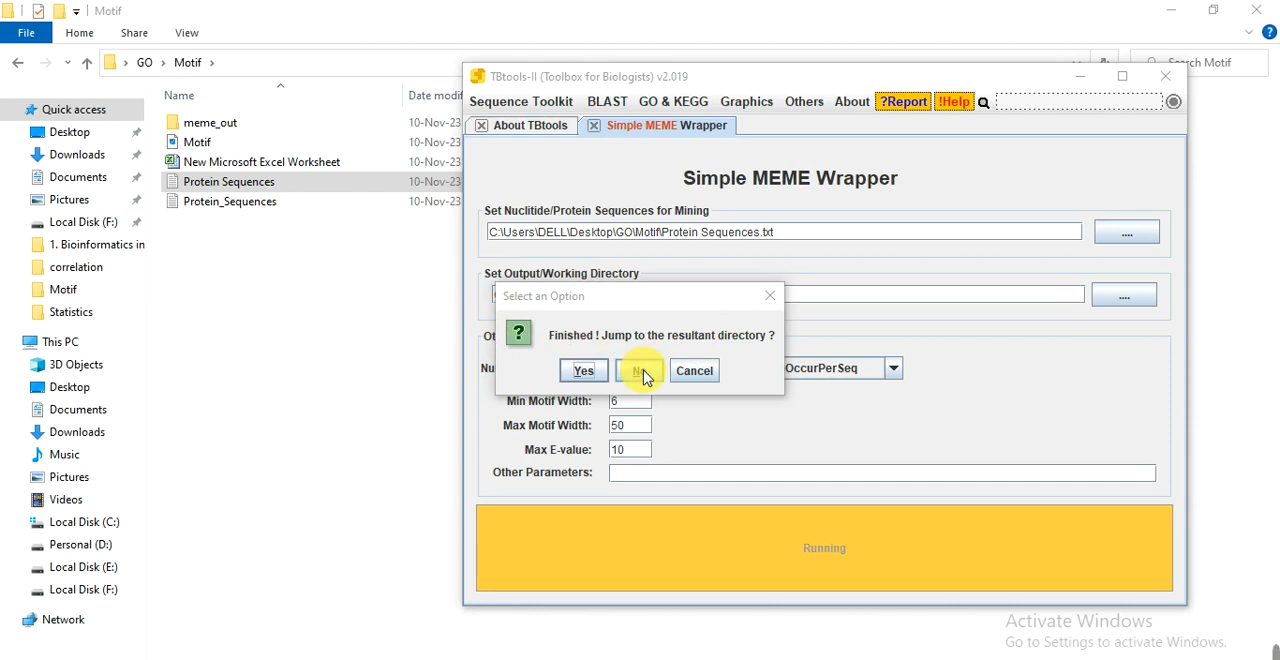 Motif
File Home Share View
GO › Motif ›
Search Motif
Quick access
Desktop
Downloads
Documents
Pictures
Local Disk (F:)
1. Bioinformatics in
correlation
Motif
Statistics
This PC
3D Objects
Desktop
Documents
Downloads
Music
Pictures
Videos
Local Disk (C:)
Personal (D:)
Local Disk (E:)
Local Disk (F:)
Network
Name Date modif
meme_out 10-Nov-23
Motif 10-Nov-23
New Microsoft Excel Worksheet 10-Nov-23
Protein Sequences 10-Nov-23
Protein_Sequences 10-Nov-23
TBtools-II (Toolbox for Biologists) v2.019
Sequence Toolkit BLAST GO & KEGG Graphics Others About ?Report !Help
About TBtools Simple MEME Wrapper
Simple MEME Wrapper
Set Nuclitide/Protein Sequences for Mining
C:\Users\DELL\Desktop\GO\Motif\Protein Sequences.txt ....
Set Output/Working Directory
....
Select an Option
? Finished ! Jump to the resultant directory ?
Yes No Cancel
Ot
Nu OccurPerSeq
Min Motif Width: 6
Max Motif Width: 50
Max E-value: 10
Other Parameters:
Running
Activate Windows
Go to Settings to activate Windows.